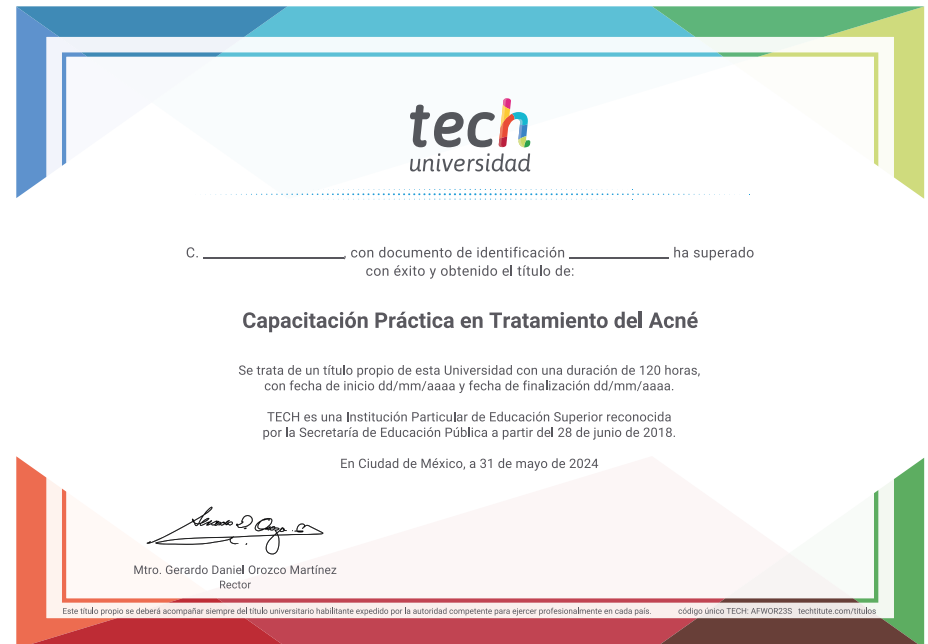 tech
universidad
C. ____________, con documento de identificación ____________ ha superado
con éxito y obtenido el título de:
Capacitación Práctica en Tratamiento del Acné
Se trata de un título propio de esta Universidad con una duración de 120 horas,
con fecha de inicio dd/mm/aaaa y fecha de finalización dd/mm/aaaa.
TECH es una Institución Particular de Educación Superior reconocida
por la Secretaría de Educación Pública a partir del 28 de junio de 2018.
En Ciudad de México, a 31 de mayo de 2024
Mtro. Gerardo Daniel Orozco Martínez
Rector
Este título propio se deberá acompañar siempre del título universitario habilitante expedido por la autoridad competente para ejercer profesionalmente en cada país. código único TECH: AFWOR23S techtitute.com/titulos